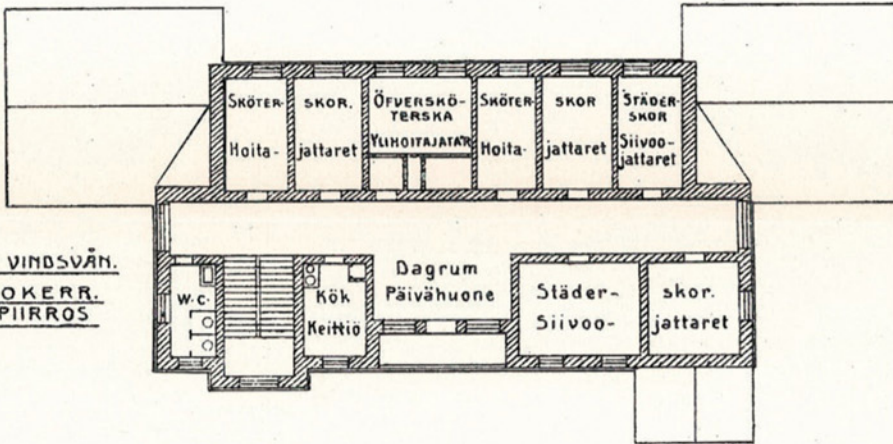 SKÖTER-
Hoita-
SKOR.
jattaret
ÖFVERSKÖ-
TERSKA
YLIHOITAJATAR
SKÖTER-
Hoita-
SKOR
jattaret
STÄDER-
SKOR
Siivoo-
jattaret
VINDSVÅN.
OKERR.
PIIRROS
W.C.
Kök
Keittiö
Dagrum
Päivähuone
Städer-
Siivoo-
skor.
jattaret